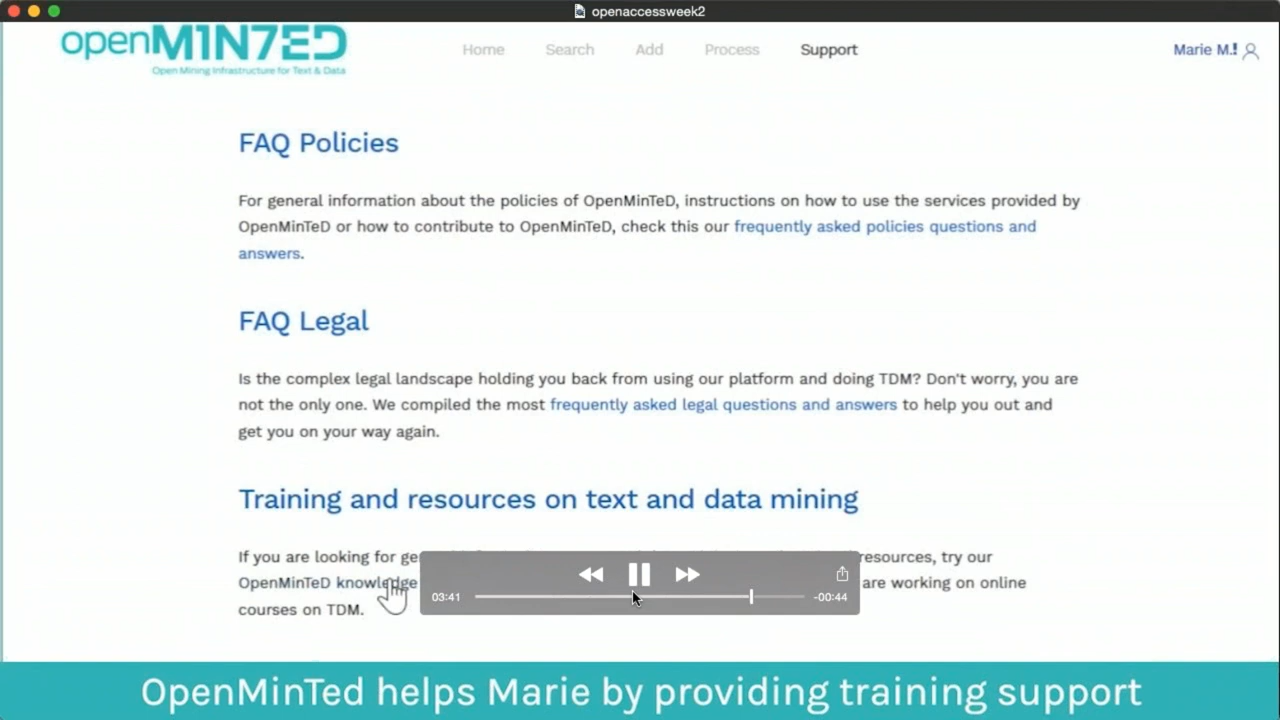 openaccessweek2
openM1N7ED
Open Mining Infrastructure for Text & Data
Home Search Add Process Support Marie M.!
FAQ Policies
For general information about the policies of OpenMinTeD, instructions on how to use the services provided by
OpenMinTeD or how to contribute to OpenMinTeD, check this our frequently asked policies questions and
answers.
FAQ Legal
Is the complex legal landscape holding you back from using our platform and doing TDM? Don't worry, you are
not the only one. We compiled the most frequently asked legal questions and answers to help you out and
get you on your way again.
Training and resources on text and data mining
If you are looking for resources, try our
OpenMinTeD knowledge are working on online
courses on TDM.
03:41 -00:44
OpenMinTed helps Marie by providing training support